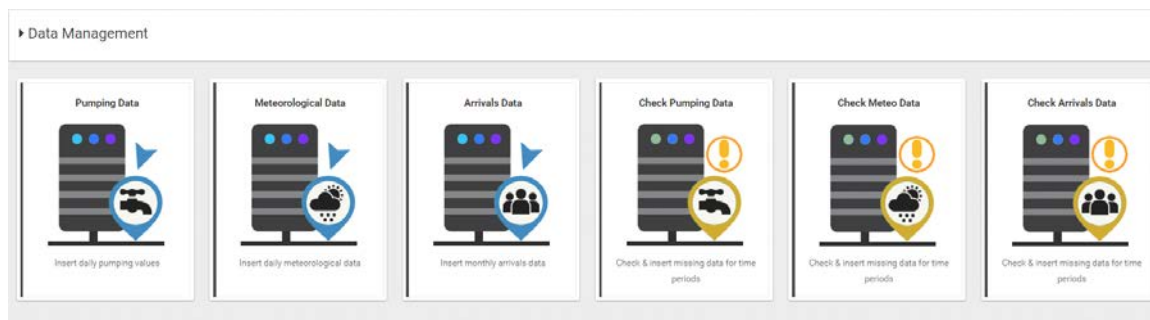 Data Management
Pumping Data
Insert daily pumping values
Meteorological Data
Insert daily meteorological data
Arrivals Data
Insert monthly arrivals data
Check Pumping Data
Check & insert missing data for time
periods
Check Meteo Data
Check & insert missing data for time
periods
Check Arrivals Data
Check & insert missing data for time
periods